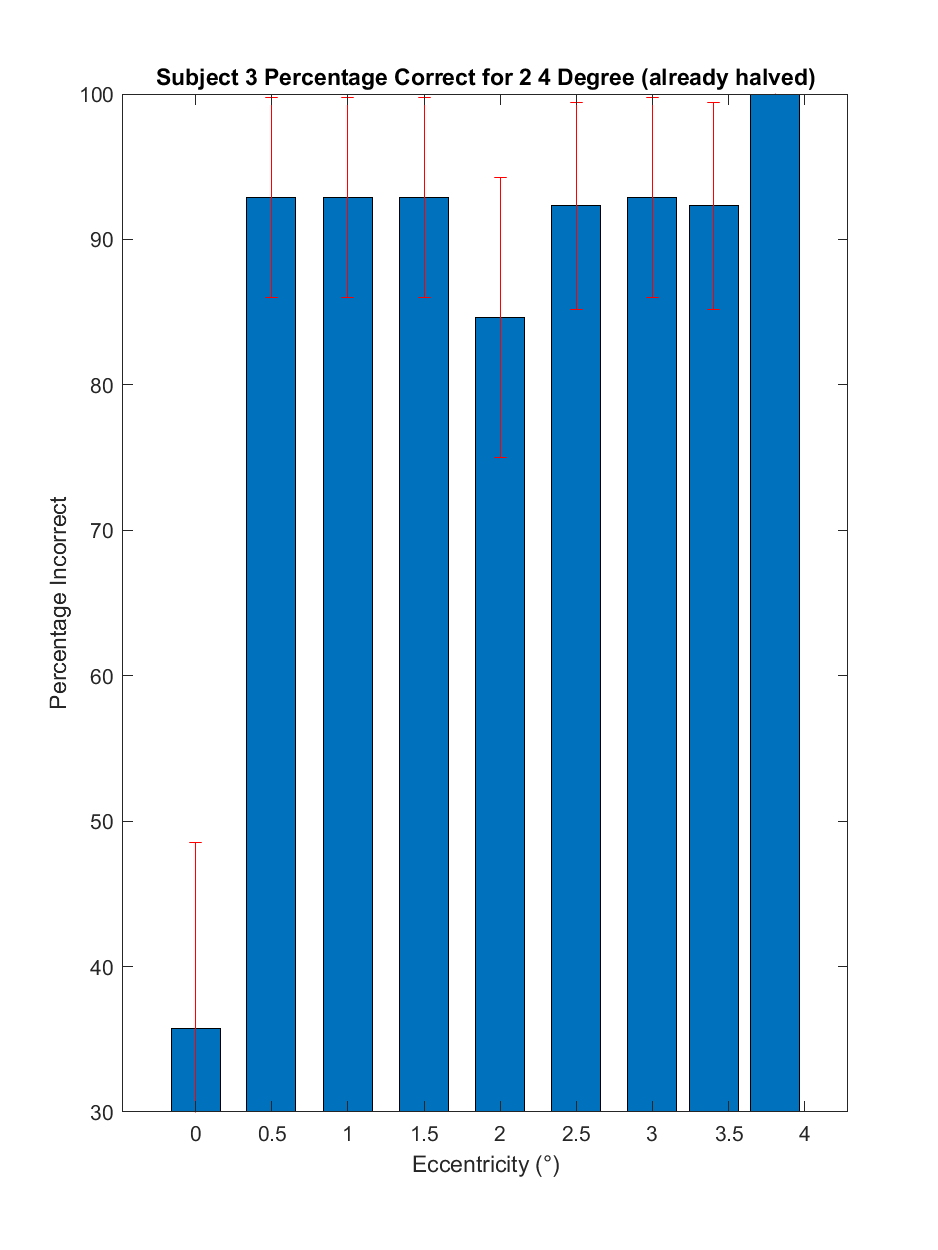 Subject 3 Percentage Correct for 2 4 Degree (already halved)
100
90
80
70
60
50
40
30
Percentage Incorrect
0 0.5 1 1.5 2 2.5 3 3.5 4
Eccentricity (°)